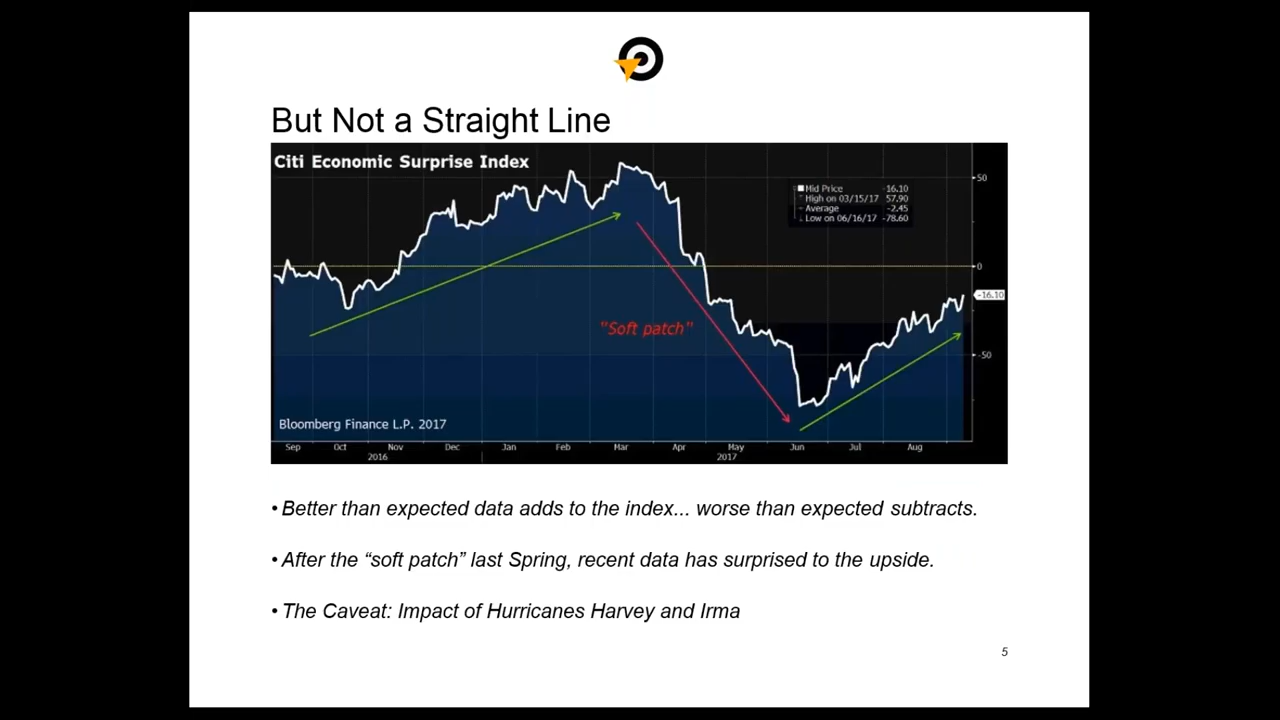 But Not a Straight Line
Citi Economic Surprise Index
Mid Price -16.10
High on 03/15/17 57.90
Average -2.45
Low on 06/16/17 -78.60
50
0
-16.10
-50
"Soft patch"
Bloomberg Finance L.P. 2017
Sep Oct Nov Dec Jan Feb Mar Apr May Jun Jul Aug
2016 2017
• Better than expected data adds to the index... worse than expected subtracts.
• After the “soft patch” last Spring, recent data has surprised to the upside.
• The Caveat: Impact of Hurricanes Harvey and Irma
5